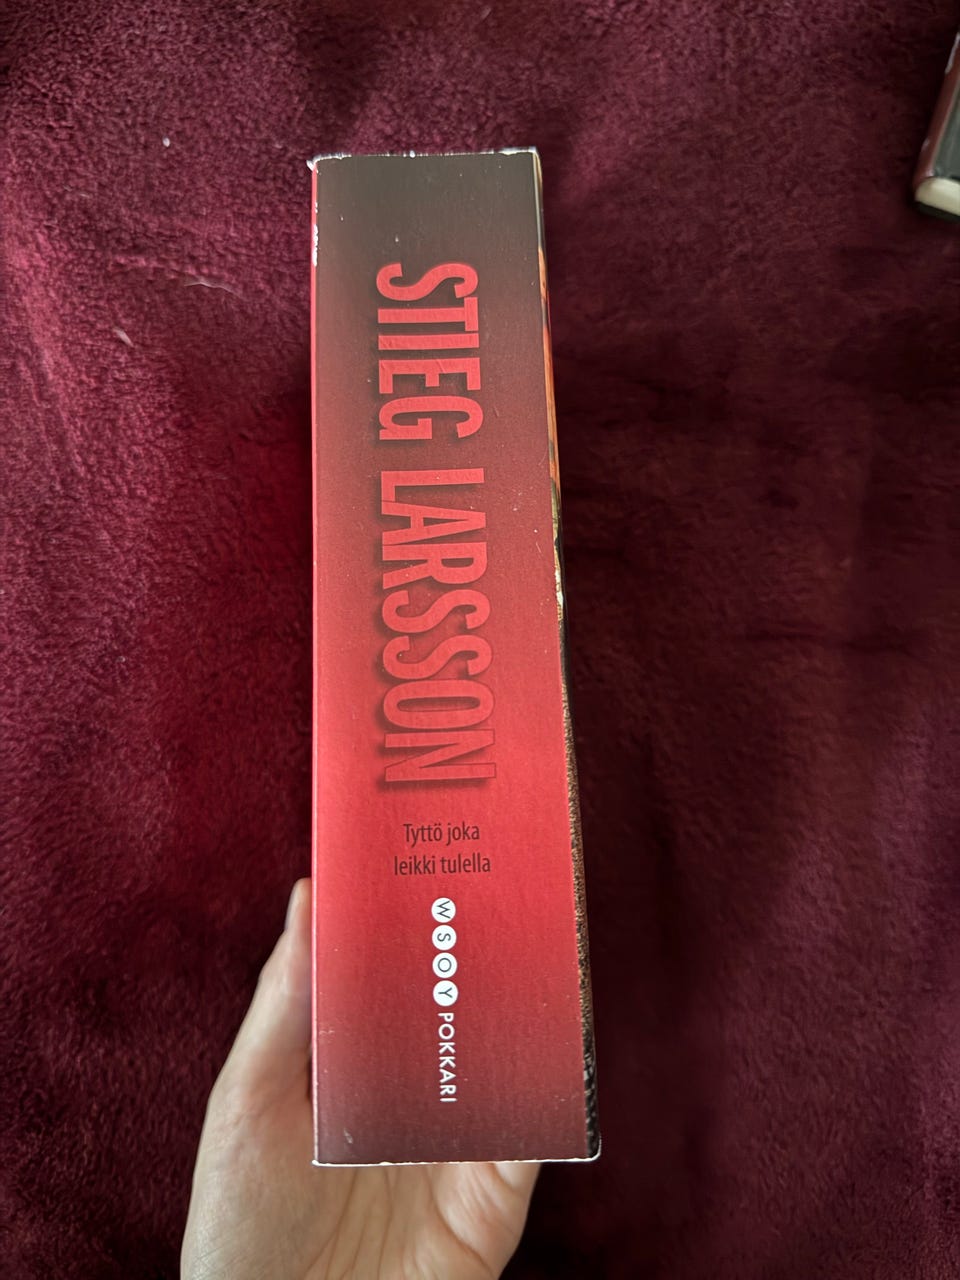 STIEG LARSSON
Tyttö joka
leikki tulella
WSOY POKKARI